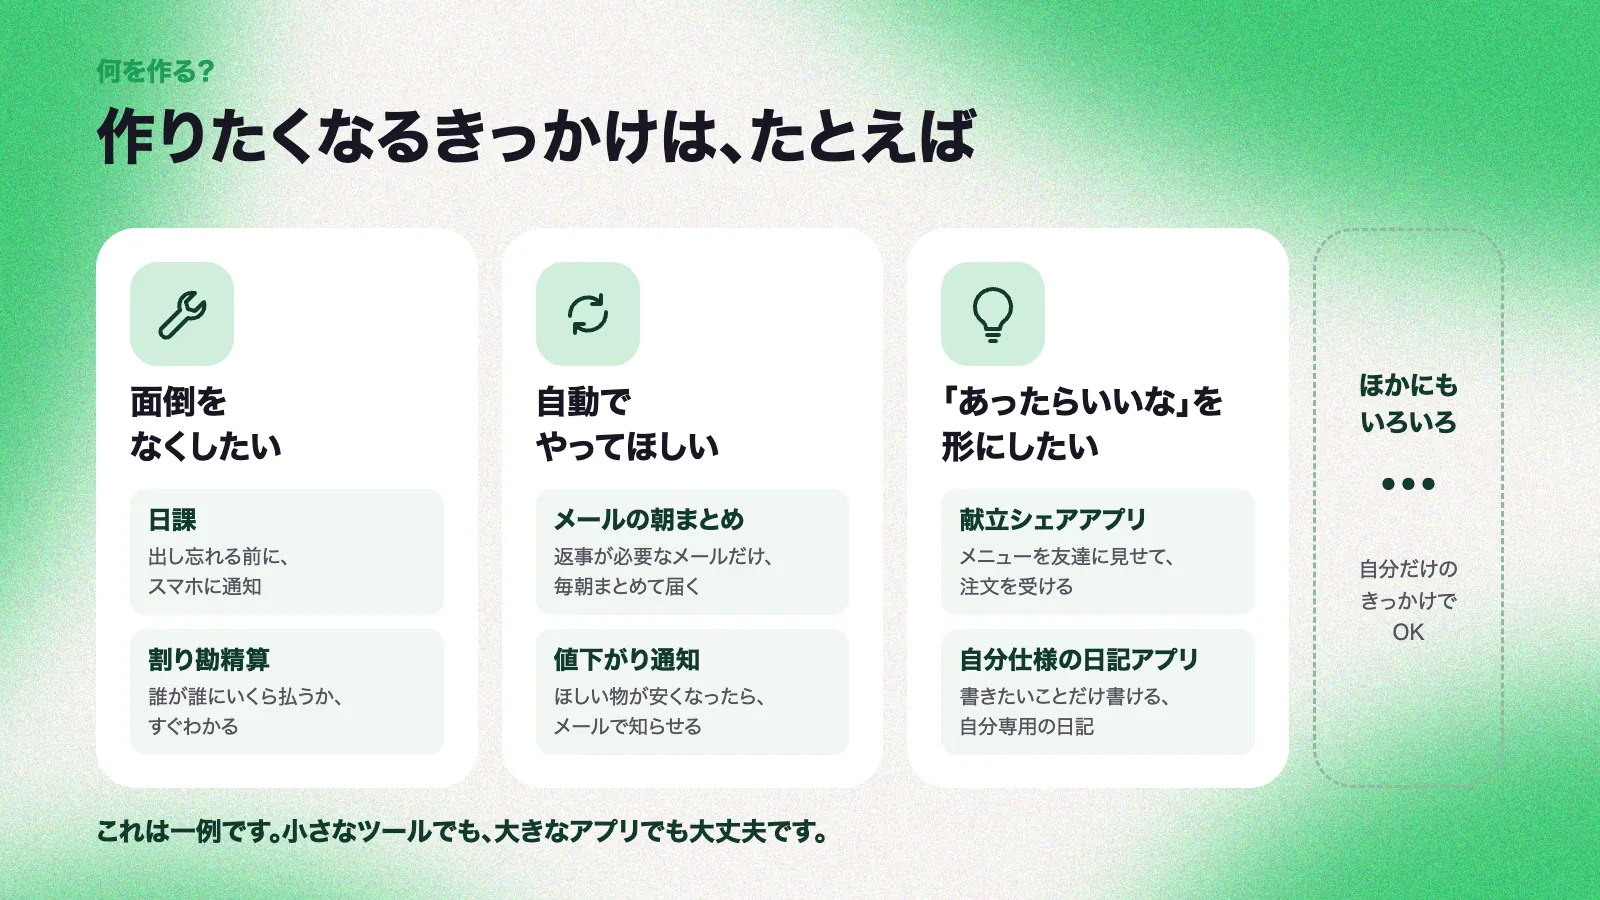 何を作る？
作りたくなるきっかけは、たとえば
面倒を
なくしたい
日課
出し忘れる前に、
スマホに通知
割り勘精算
誰が誰にいくら払うか、
すぐわかる
自動で
やってほしい
メールの朝まとめ
返事が必要なメールだけ、
毎朝まとめて届く
値下がり通知
ほしい物が安くなったら、
メールで知らせる
「あったらいいな」を
形にしたい
献立シェアアプリ
メニューを友達に見せて、
注文を受ける
自分仕様の日記アプリ
書きたいことだけ書ける、
自分専用の日記
ほかにも
いろいろ
●●●
自分だけの
きっかけで
OK
これは一例です。小さなツールでも、大きなアプリでも大丈夫です。